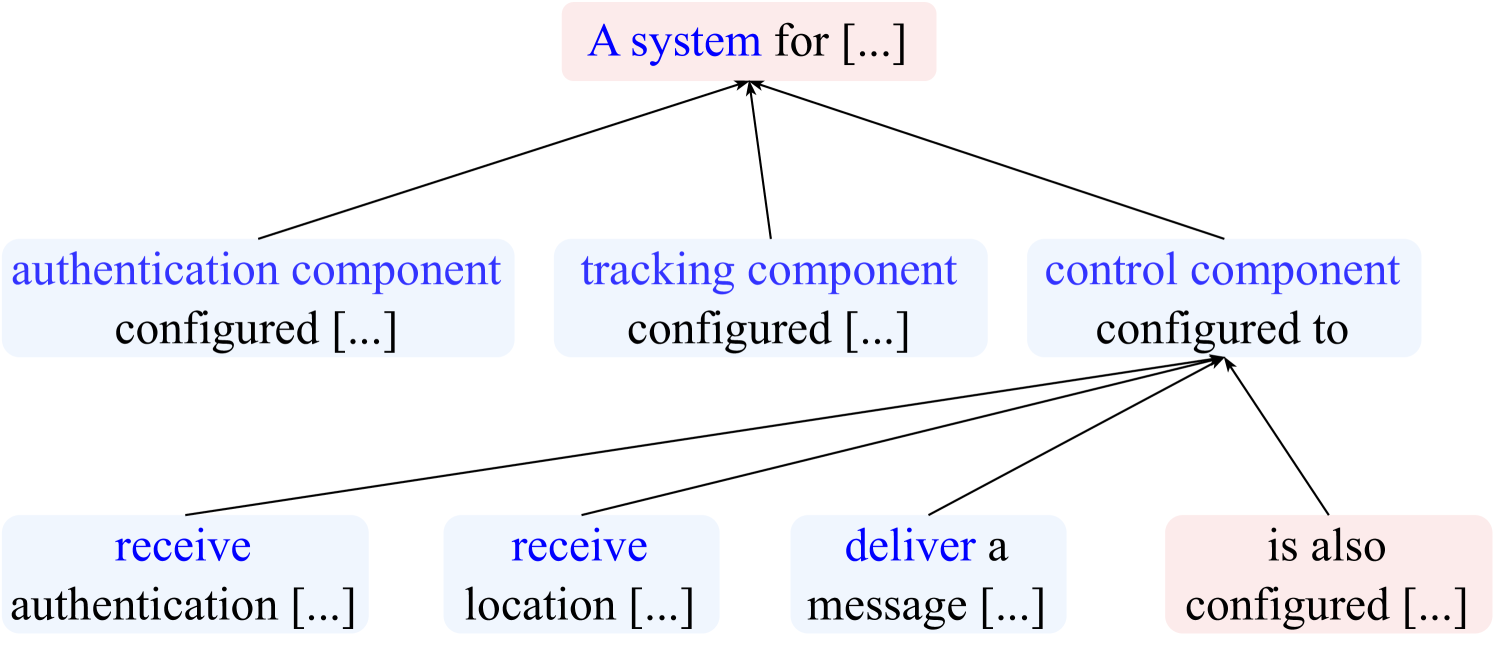 A system for [...]
authentication component
configured [...]
tracking component
configured [...]
control component
configured to
receive
authentication [...]
receive
location [...]
deliver a
message [...]
is also
configured [...]